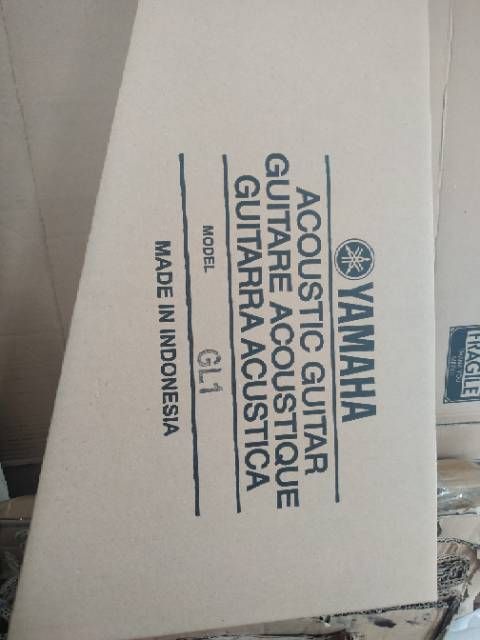 YAMAHA
ACOUSTIC GUITAR
GUITARE ACOUSTIQUE
GUITARRA ACUSTICA
MODEL GL1
MADE IN INDONESIA
FRAGILE